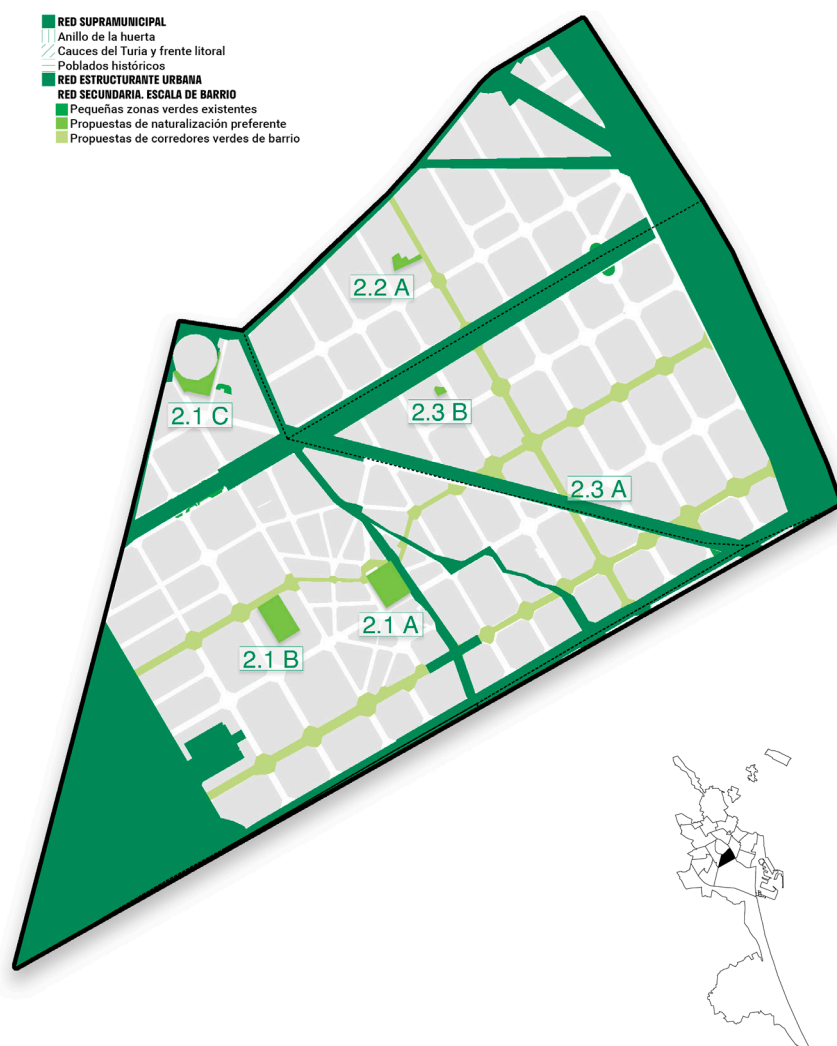 RED SUPRAMUNICIPAL
Anillo de la huerta
Cauces del Turia y frente litoral
Poblados históricos
RED ESTRUCTURANTE URBANA
RED SECUNDARIA. ESCALA DE BARRIO
Pequeñas zonas verdes existentes
Propuestas de naturalización preferente
Propuestas de corredores verdes de barrio
2.2 A
2.1 C
2.3 B
2.3 A
2.1 A
2.1 B